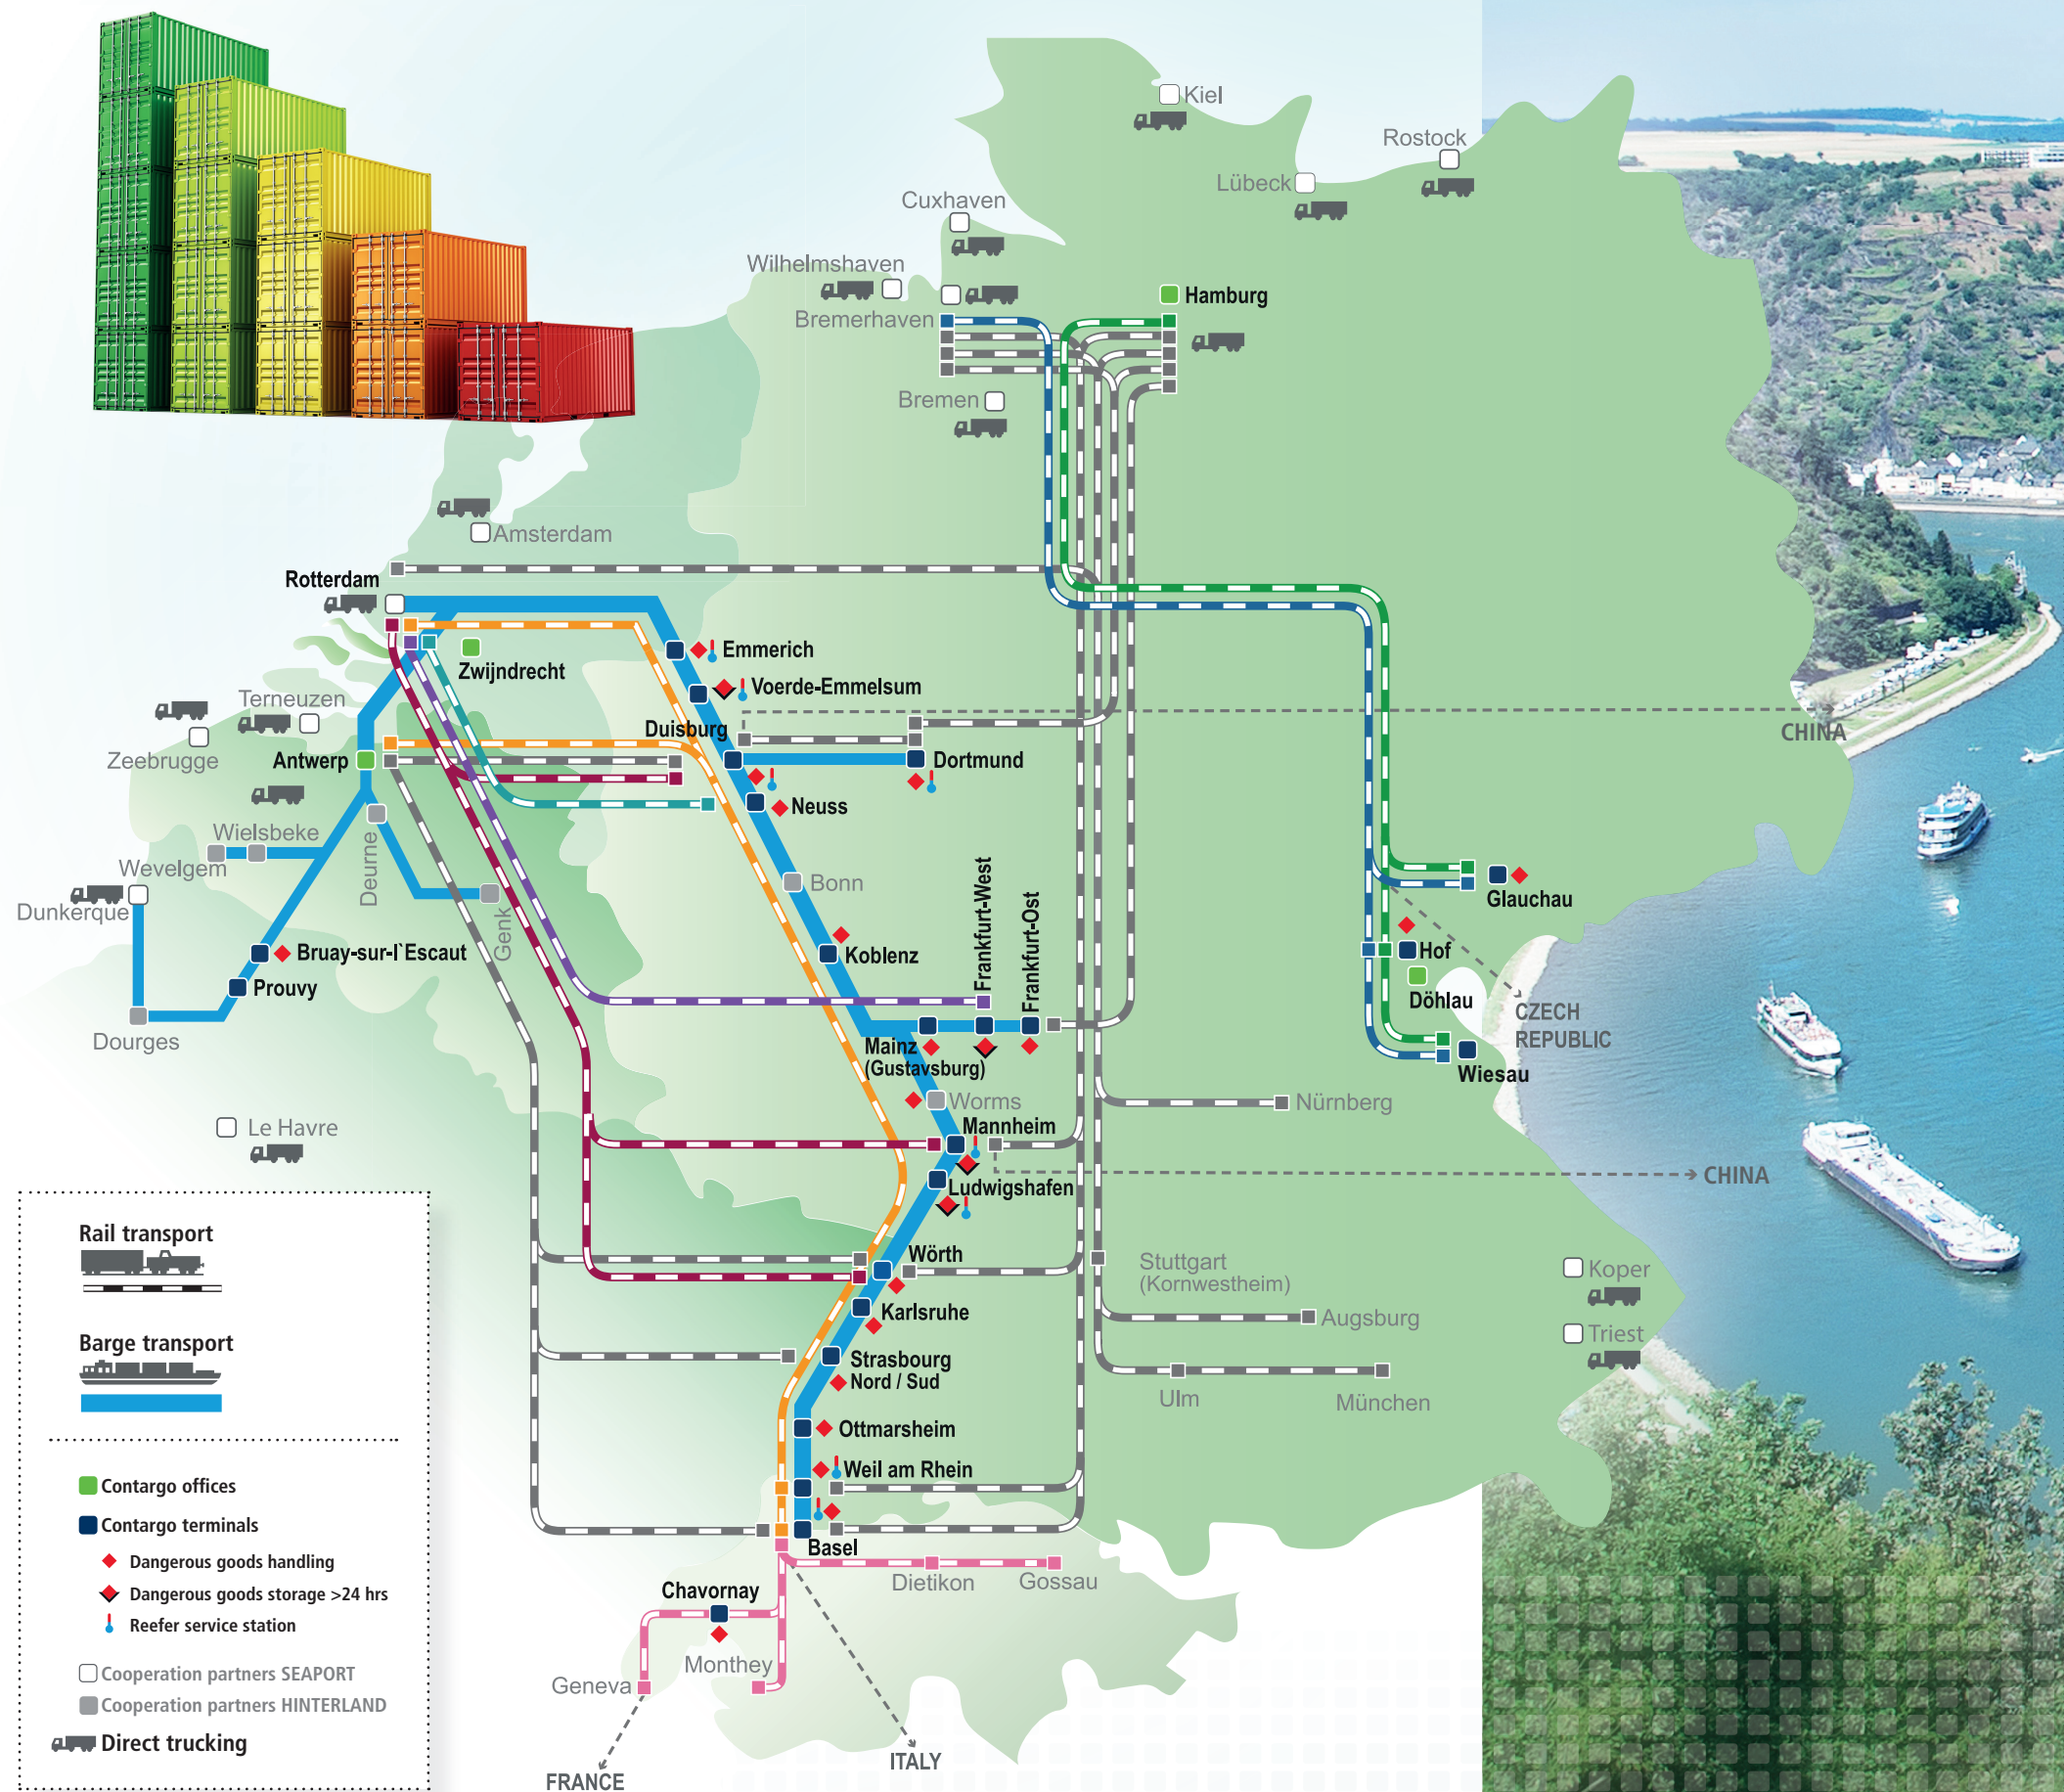 Kiel
Rostock
Lübeck
Cuxhaven
Wilhelmshaven
Hamburg
Bremerhaven
Bremen
Amsterdam
Rotterdam
Emmerich
Zwijndrecht
Voerde-Emmelsum
Terneuzen
Duisburg
CHINA
Zeebrugge
Antwerp
Dortmund
Neuss
Wielsbeke
Wevelgem
Deurne
Bonn
Frankfurt-West
Frankfurt-Ost
Glauchau
Dunkerque
Genk
Bruay-sur-l`Escaut
Koblenz
Hof
Prouvy
Döhlau
CZECH
REPUBLIC
Dourges
Mainz
(Gustavsburg)
Wiesau
Worms
Nürnberg
Le Havre
Mannheim
CHINA
Ludwigshafen
Rail transport
Wörth
Stuttgart
(Kornwestheim)
Koper
Karlsruhe
Augsburg
Triest
Barge transport
Strasbourg
Nord / Sud
Ulm
München
Ottmarsheim
Weil am Rhein
Contargo offices
Contargo terminals
Basel
Dangerous goods handling
Dietikon
Gossau
Chavornay
Dangerous goods storage >24 hrs
Reefer service station
Monthey
Cooperation partners SEAPORT
Geneva
Cooperation partners HINTERLAND
Direct trucking
ITALY
FRANCE